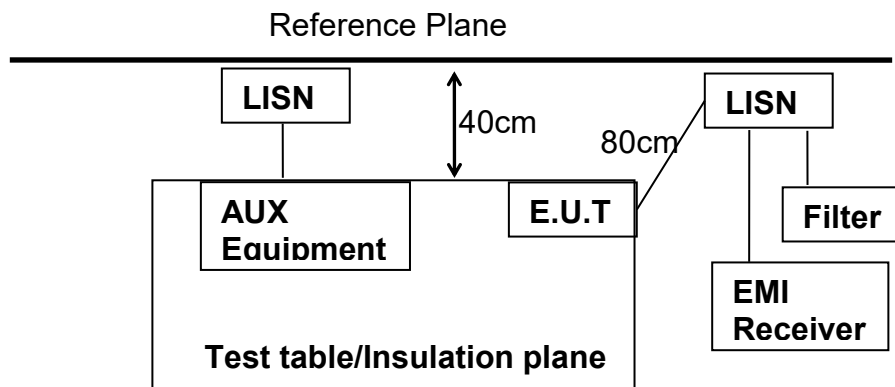 Reference Plane
LISN
40cm
LISN
80cm
AUX
Equipment
E.U.T
Filter
EMI
Receiver
Test table/Insulation plane